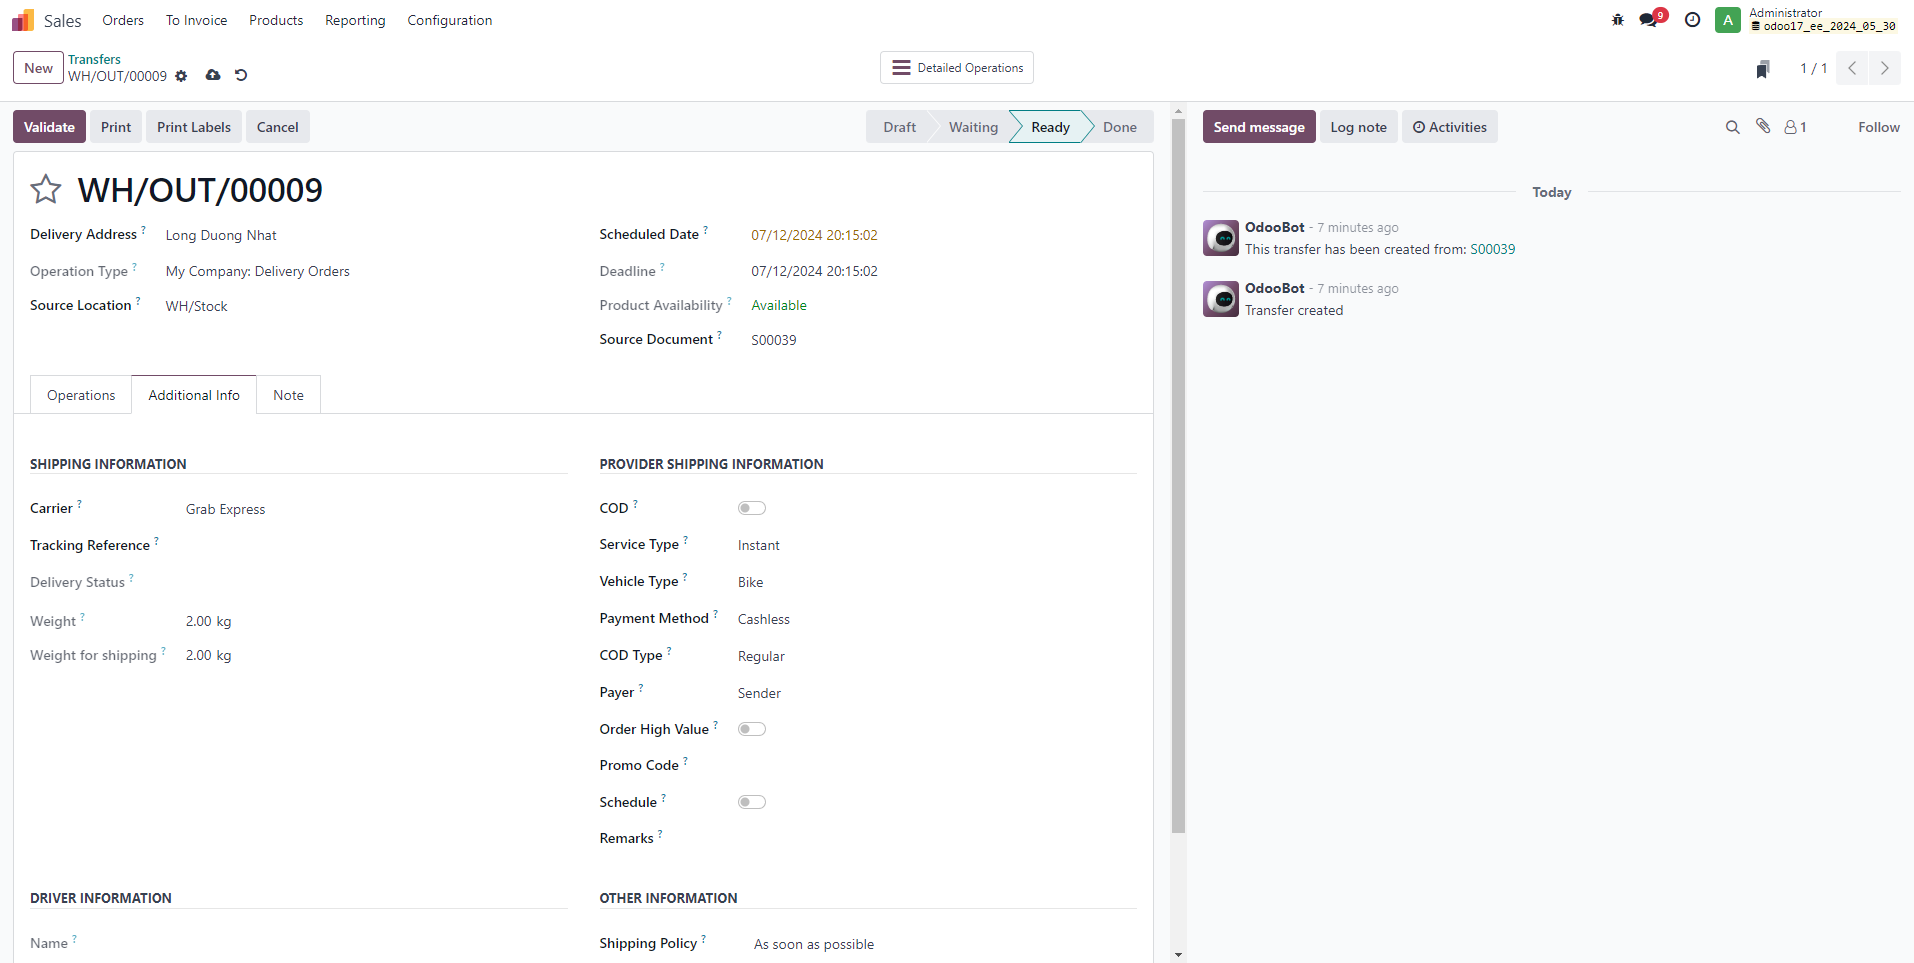 Sales Orders To Invoice Products Reporting Configuration
9 A Administrator
odoo17_ee_2024_05_30
New Transfers
WH/OUT/00009
Detailed Operations
1 / 1
Validate Print Print Labels Cancel
Draft Waiting Ready Done
Send message Log note Activities
1 Follow
WH/OUT/00009
Delivery Address ? Long Duong Nhat
Operation Type ? My Company: Delivery Orders
Source Location ? WH/Stock
Scheduled Date ? 07/12/2024 20:15:02
Deadline ? 07/12/2024 20:15:02
Product Availability ? Available
Source Document ? S00039
Operations Additional Info Note
SHIPPING INFORMATION
Carrier ? Grab Express
Tracking Reference ?
Delivery Status ?
Weight ? 2.00 kg
Weight for shipping ? 2.00 kg
PROVIDER SHIPPING INFORMATION
COD ?
Service Type ? Instant
Vehicle Type ? Bike
Payment Method ? Cashless
COD Type ? Regular
Payer ? Sender
Order High Value ?
Promo Code ?
Schedule ?
Remarks ?
DRIVER INFORMATION
Name ?
OTHER INFORMATION
Shipping Policy ? As soon as possible
Today
OdooBot - 7 minutes ago
This transfer has been created from: S00039
OdooBot - 7 minutes ago
Transfer created